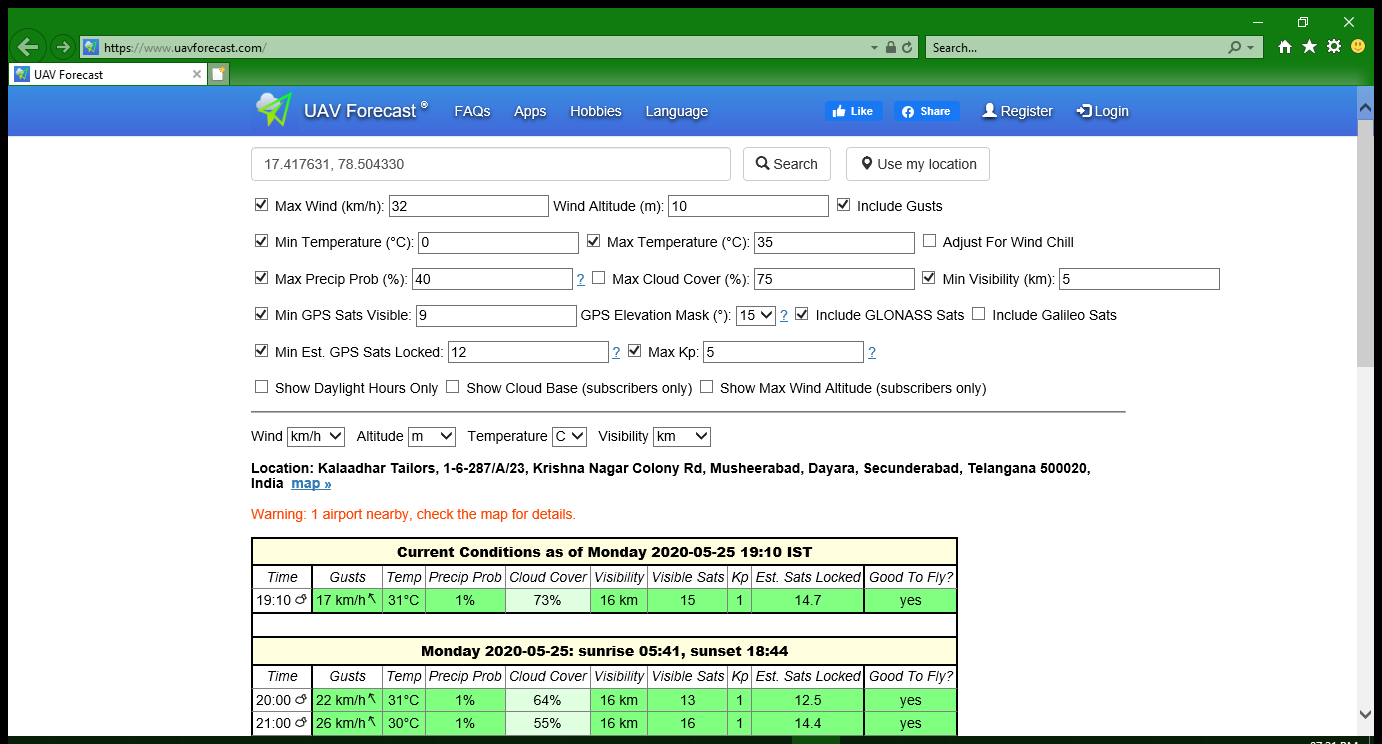 https://www.uavforecast.com/
Search...
UAV Forecast
UAV Forecast ® FAQs Apps Hobbies Language Like Share Register Login
17.417631, 78.504330 Search Use my location
Max Wind (km/h): 32 Wind Altitude (m): 10 Include Gusts
Min Temperature (°C): 0 Max Temperature (°C): 35 Adjust For Wind Chill
Max Precip Prob (%): 40 ? Max Cloud Cover (%): 75 Min Visibility (km): 5
Min GPS Sats Visible: 9 GPS Elevation Mask (°): 15 ? Include GLONASS Sats Include Galileo Sats
Min Est. GPS Sats Locked: 12 ? Max Kp: 5 ?
Show Daylight Hours Only Show Cloud Base (subscribers only) Show Max Wind Altitude (subscribers only)
Wind km/h Altitude m Temperature C Visibility km
Location: Kalaadhar Tailors, 1-6-287/A/23, Krishna Nagar Colony Rd, Musheerabad, Dayara, Secunderabad, Telangana 500020,
India map »
Warning: 1 airport nearby, check the map for details.
Current Conditions as of Monday 2020-05-25 19:10 IST
Time Gusts Temp Precip Prob Cloud Cover Visibility Visible Sats Kp Est. Sats Locked Good To Fly?
19:10 17 km/h 31°C 1% 73% 16 km 15 1 14.7 yes
Monday 2020-05-25: sunrise 05:41, sunset 18:44
Time Gusts Temp Precip Prob Cloud Cover Visibility Visible Sats Kp Est. Sats Locked Good To Fly?
20:00 22 km/h 31°C 1% 64% 16 km 13 1 12.5 yes
21:00 26 km/h 30°C 1% 55% 16 km 16 1 14.4 yes